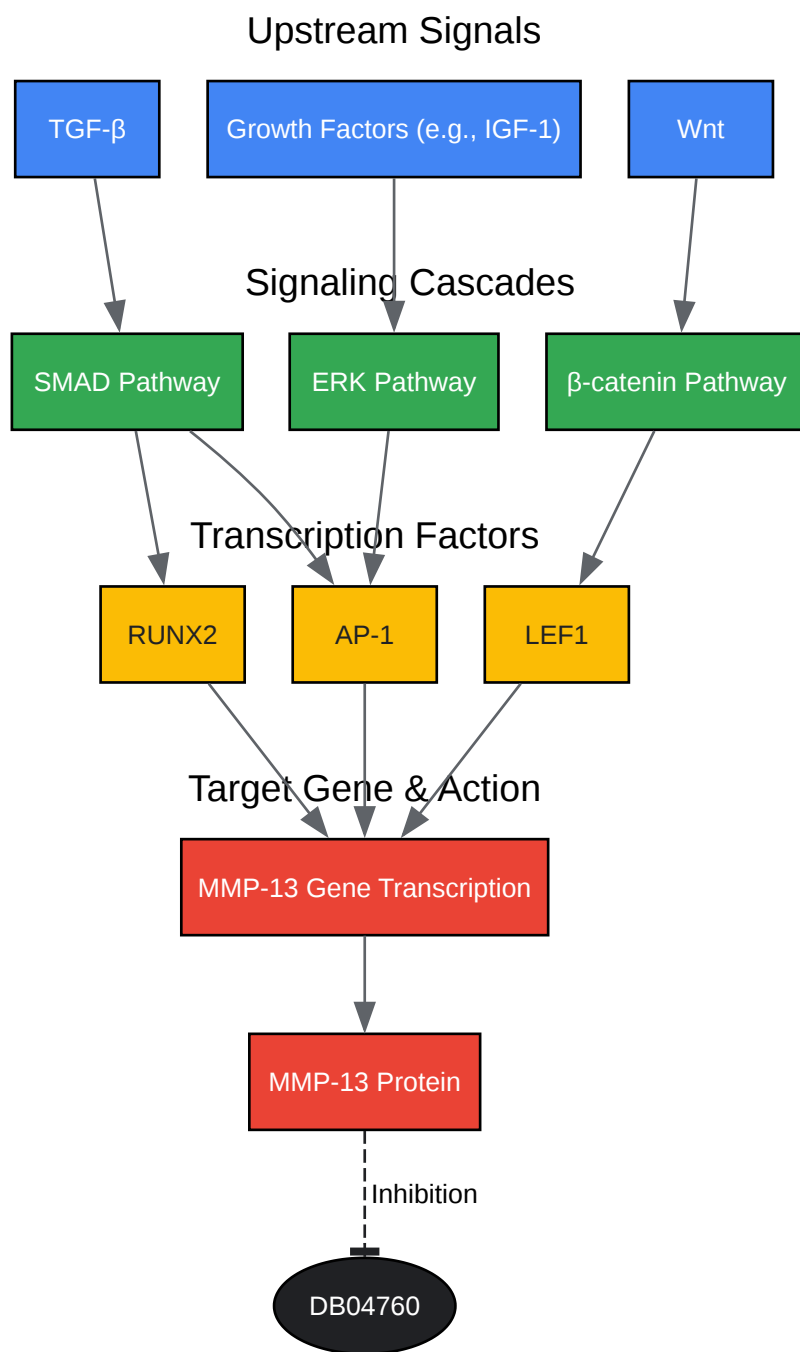 Upstream Signals
TGF-β
Growth Factors (e.g., IGF-1)
Wnt
Signaling Cascades
SMAD Pathway
ERK Pathway
β-catenin Pathway
Transcription Factors
RUNX2
AP-1
LEF1
Target Gene & Action
MMP-13 Gene Transcription
MMP-13 Protein
Inhibition
DB04760